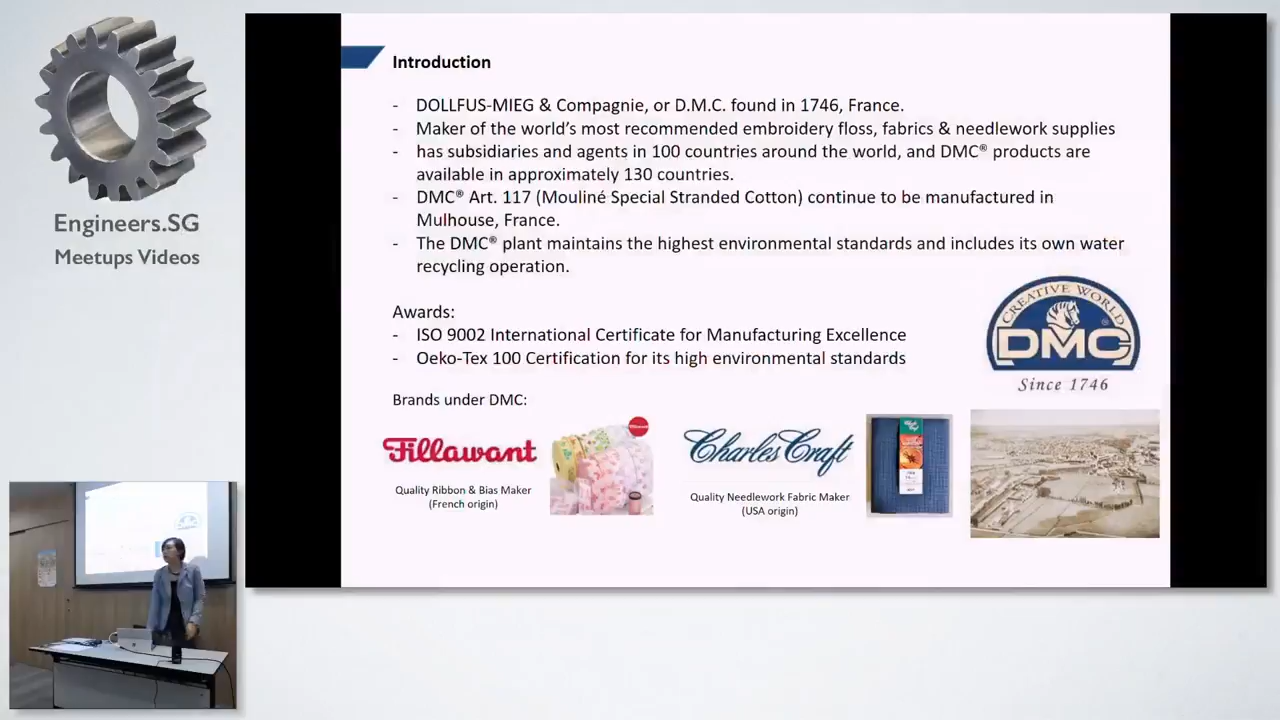 Engineers.SG
Meetups Videos
Introduction
- DOLLFUS-MIEG & Compagnie, or D.M.C. found in 1746, France.
- Maker of the world's most recommended embroidery floss, fabrics & needlework supplies
- has subsidiaries and agents in 100 countries around the world, and DMC® products are
available in approximately 130 countries.
- DMC® Art. 117 (Mouliné Special Stranded Cotton) continue to be manufactured in
Mulhouse, France.
- The DMC® plant maintains the highest environmental standards and includes its own water
recycling operation.
Awards:
- ISO 9002 International Certificate for Manufacturing Excellence
- Oeko-Tex 100 Certification for its high environmental standards
CREATIVE WORLD
DMC®
Since 1746
Brands under DMC:
Fillawant
Quality Ribbon & Bias Maker
(French origin)
Charles Craft
Quality Needlework Fabric Maker
(USA origin)